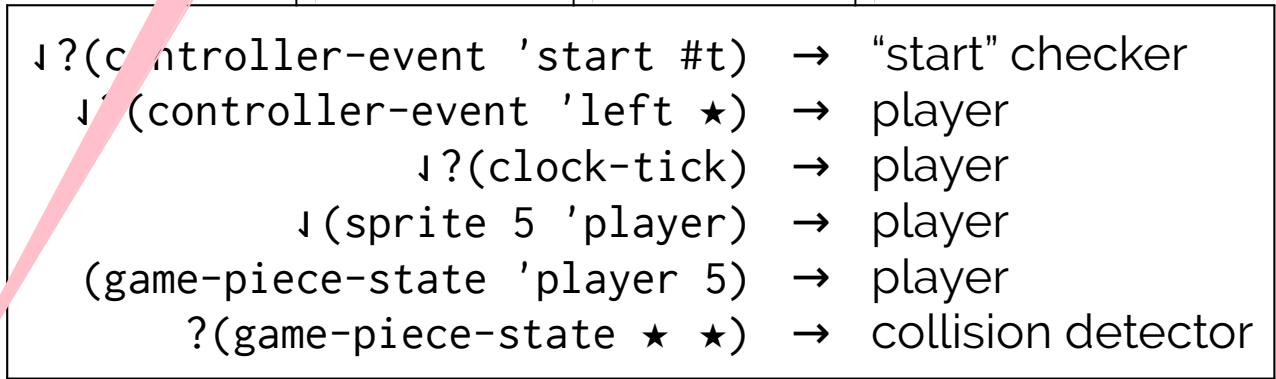 ⇃?(controller-event 'start #t) → “start” checker
⇃?(controller-event 'left ★) → player
⇃?(clock-tick) → player
⇃(sprite 5 'player) → player
(game-piece-state 'player 5) → player
?(game-piece-state ★ ★) → collision detector